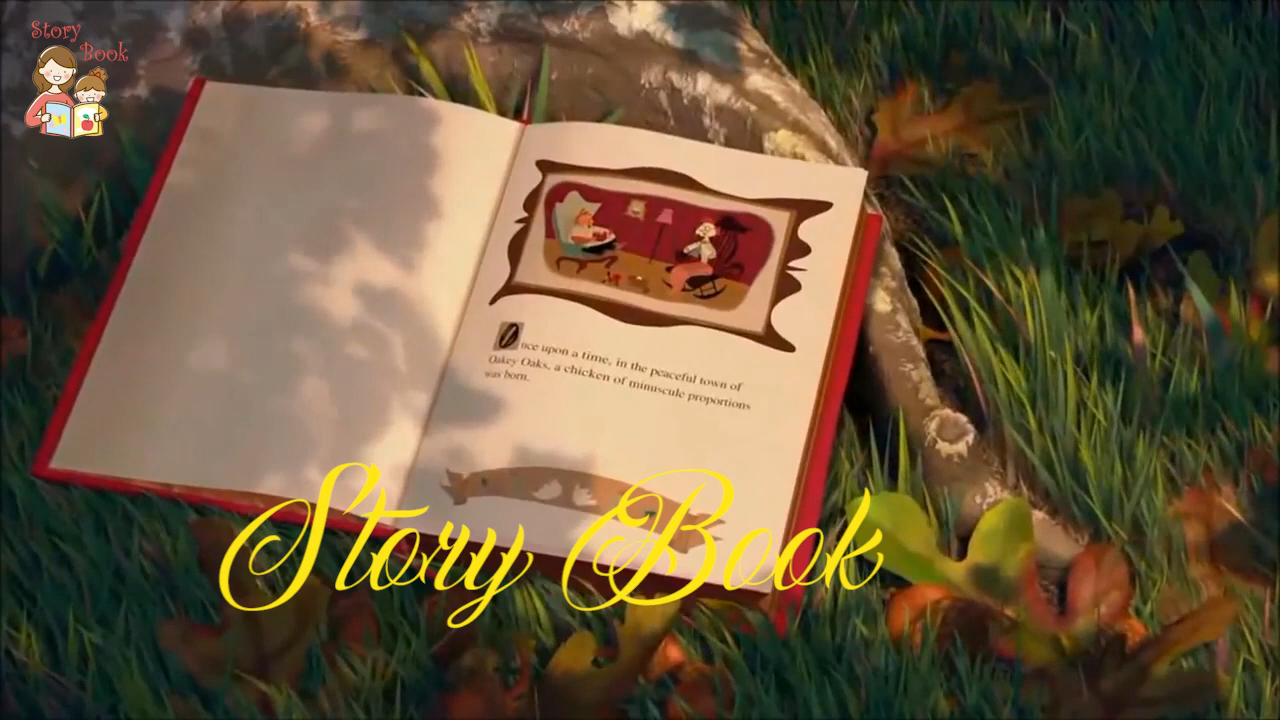 Story
Book
Once upon a time, in the peaceful town of
Oakey Oaks, a chicken of minuscule proportions
was born.
Story Book